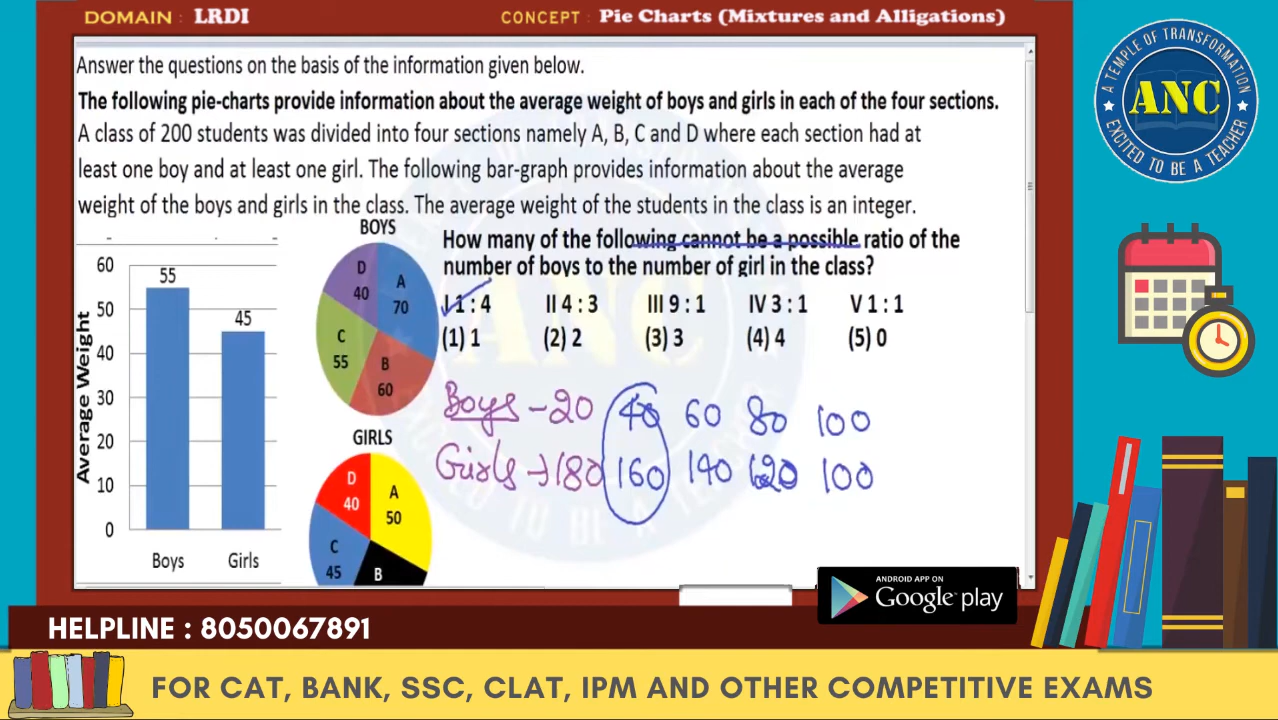 DOMAIN : LRDI
CONCEPT : Pie Charts (Mixtures and Alligations)
A TEMPLE OF TRANSFORMATION
ANC
EXCITED TO BE A TEACHER
Answer the questions on the basis of the information given below.
The following pie-charts provide information about the average weight of boys and girls in each of the four sections.
A class of 200 students was divided into four sections namely A, B, C and D where each section had at
least one boy and at least one girl. The following bar-graph provides information about the average
weight of the boys and girls in the class. The average weight of the students in the class is an integer.
How many of the following cannot be a possible ratio of the
number of boys to the number of girl in the class?
I 1 : 4 II 4 : 3 III 9 : 1 IV 3 : 1 V 1 : 1
(1) 1 (2) 2 (3) 3 (4) 4 (5) 0
Average Weight
60
50
40
30
20
10
0
55
45
Boys Girls
BOYS
D
40
A
70
C
55
B
60
GIRLS
D
40
A
50
C
45
B
Boys - 20 40 60 80 100
Girls → 180 160 140 120 100
ANDROID APP ON
Google play
HELPLINE : 8050067891
FOR CAT, BANK, SSC, CLAT, IPM AND OTHER COMPETITIVE EXAMS